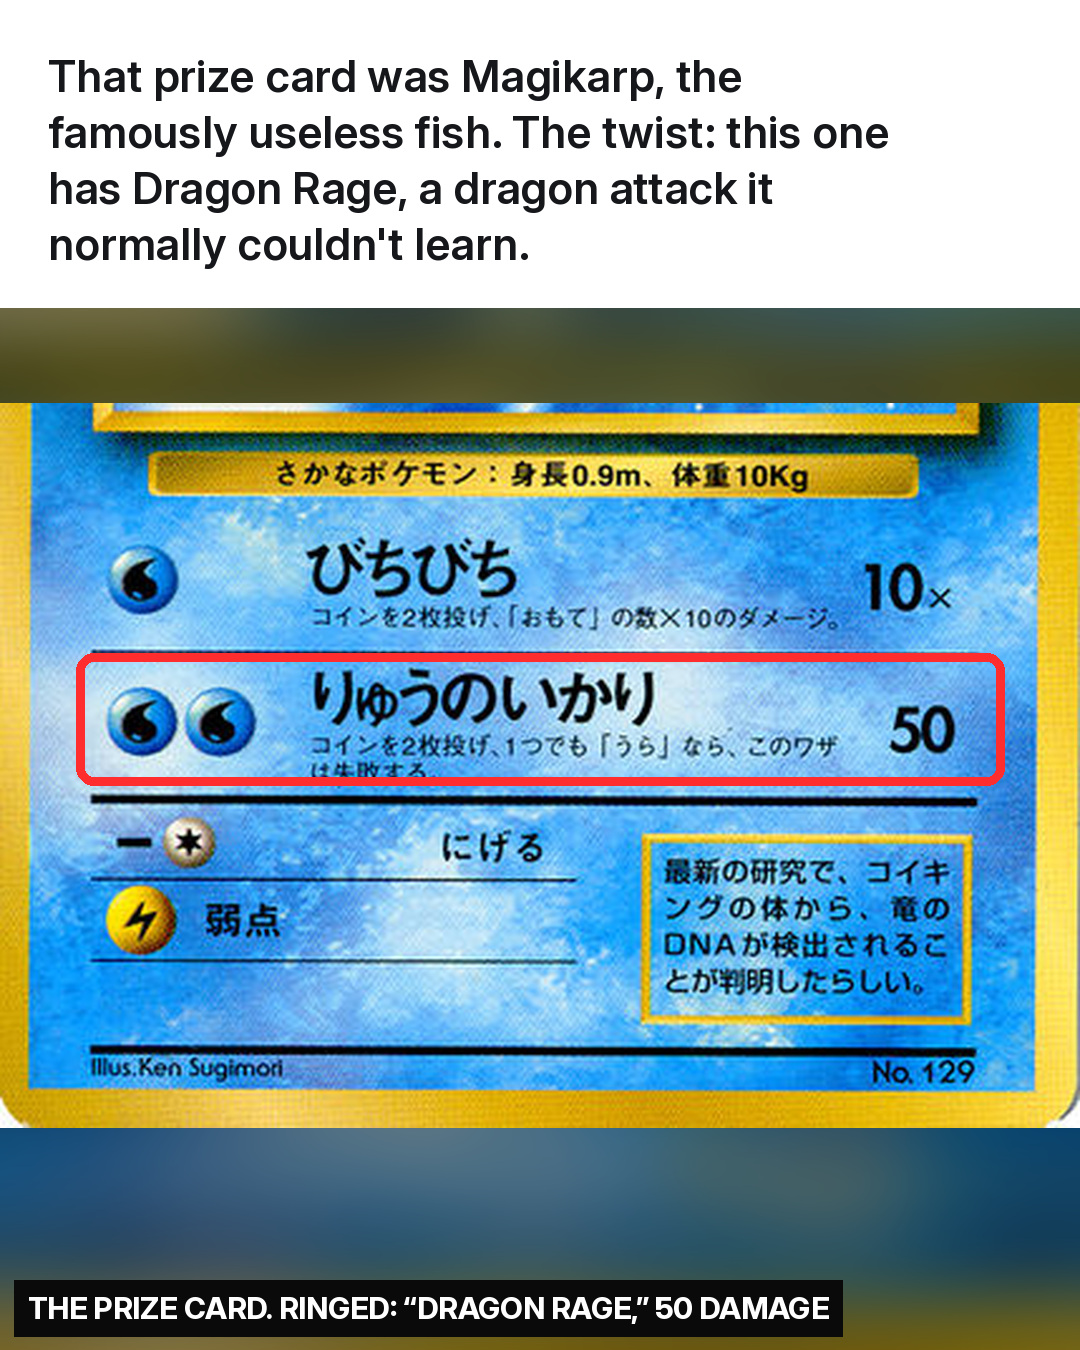 That prize card was Magikarp, the
famously useless fish. The twist: this one
has Dragon Rage, a dragon attack it
normally couldn't learn.
さかなポケモン：身長0.9m、体重10Kg
びちびち 10×
コインを2枚投げ、「おもて」の数×10のダメージ。
りゅうのいかり 50
コインを2枚投げ、1つでも「うら」なら、このワザ
は失敗する。
にげる
弱点
最新の研究で、コイキ
ングの体から、竜の
DNAが検出されるこ
とが判明したらしい。
Illus.Ken Sugimori No. 129
THE PRIZE CARD. RINGED: “DRAGON RAGE,” 50 DAMAGE